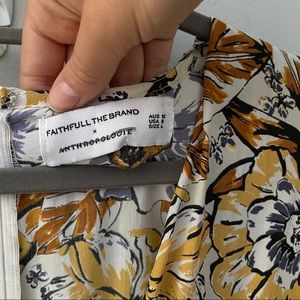 FAITHFULL THE BRAND
×
ANTHROPOLOGIE
AUS 12
USA 8
SIZE L